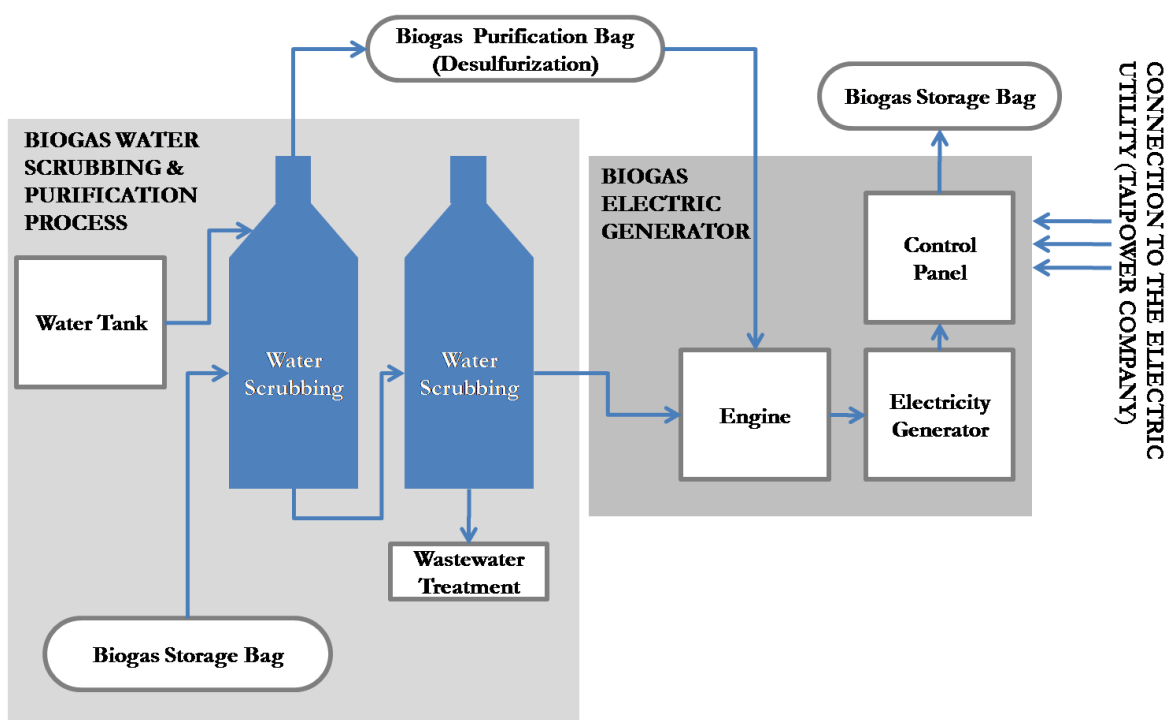 Biogas Purification Bag
(Desulfurization)
Biogas Storage Bag
CONNECTION TO THE ELIECTRIC
UTILITY (TAIPOWER COMPANY)
BIOGAS WATER
SCRUBBING &
PURIFICATION
PROCESS
BIOGAS
ELECTRIC
GENERATOR
Control
Panel
Water Tank
Water
Scrubbing
Water
Scrubbing
Engine
Electricity
Generator
Wastewater
Treatment
Biogas Storage Bag